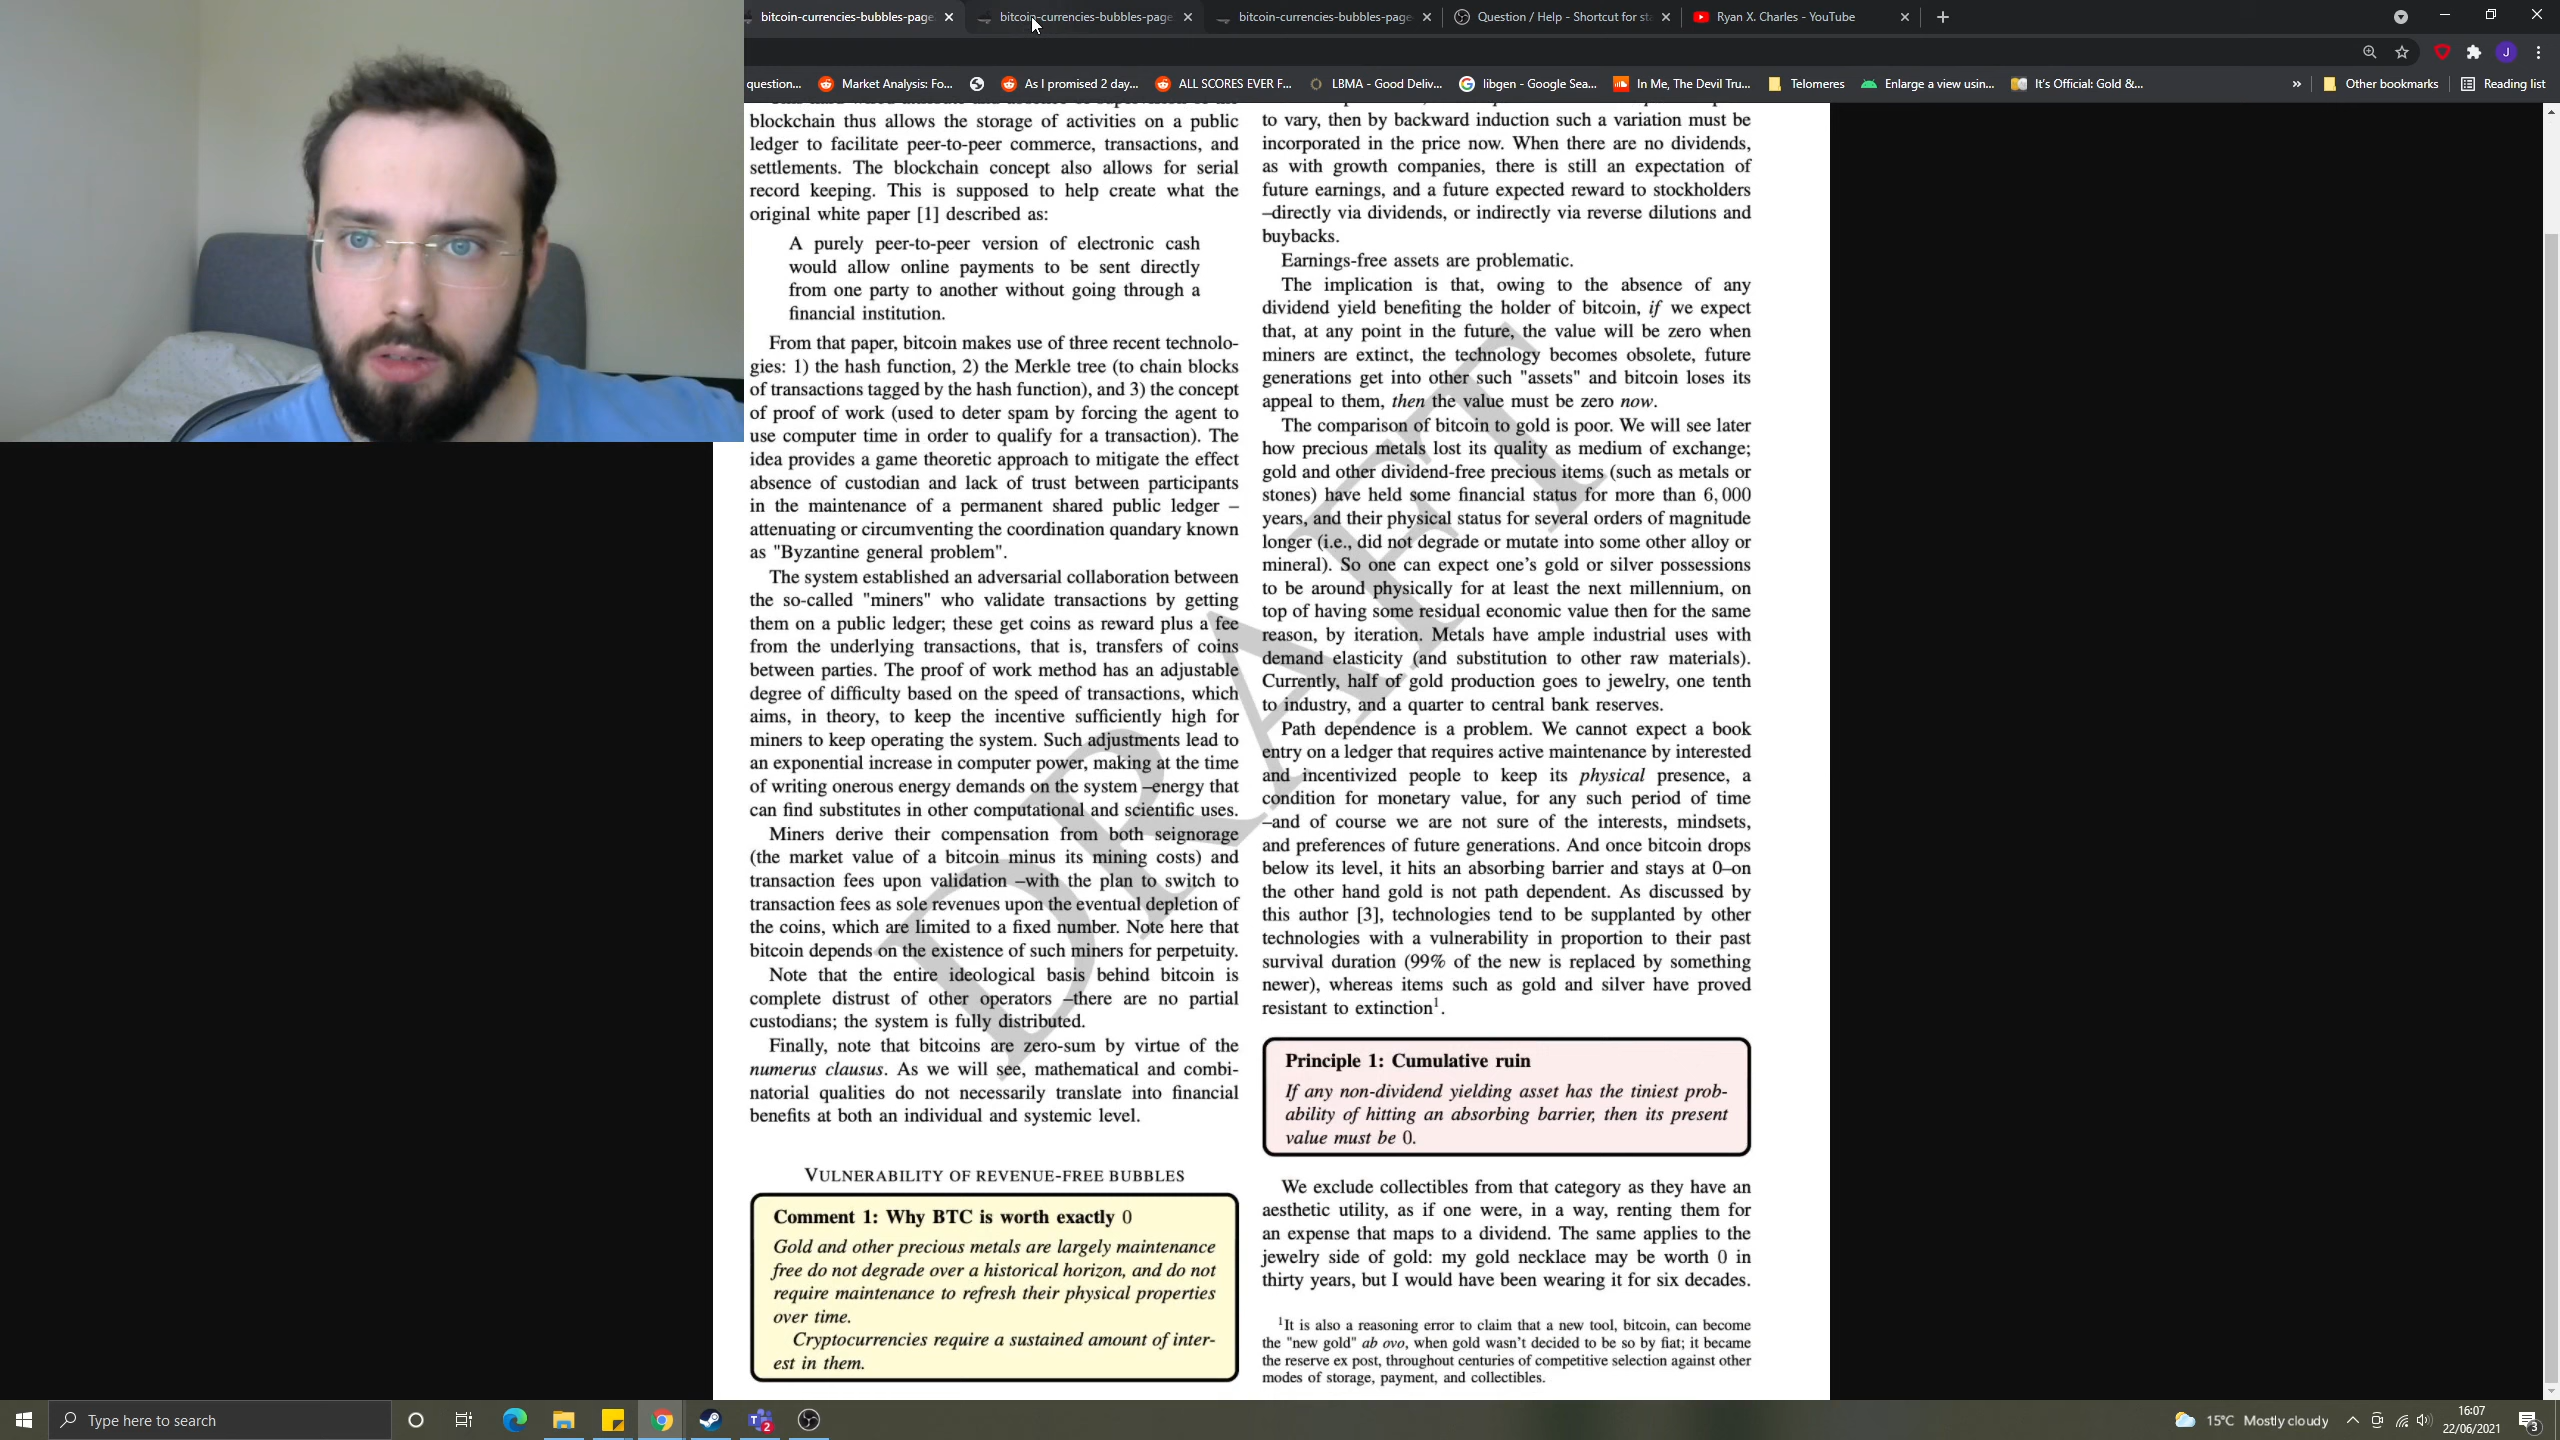 bitcoin-currencies-bubbles-page
bitcoin-currencies-bubbles-page
bitcoin-currencies-bubbles-page
Question / Help - Shortcut for sta
Ryan X. Charles - YouTube
J
question...
Market Analysis: Fo...
As I promised 2 day...
ALL SCORES EVER F...
LBMA - Good Deliv...
libgen - Google Sea...
In Me, The Devil Tru...
Telomeres
Enlarge a view usin...
It's Official: Gold &...
»
Other bookmarks
Reading list
blockchain thus allows the storage of activities on a public
ledger to facilitate peer-to-peer commerce, transactions, and
settlements. The blockchain concept also allows for serial
record keeping. This is supposed to help create what the
original white paper [1] described as:
A purely peer-to-peer version of electronic cash
would allow online payments to be sent directly
from one party to another without going through a
financial institution.
From that paper, bitcoin makes use of three recent technolo-
gies: 1) the hash function, 2) the Merkle tree (to chain blocks
of transactions tagged by the hash function), and 3) the concept
of proof of work (used to deter spam by forcing the agent to
use computer time in order to qualify for a transaction). The
idea provides a game theoretic approach to mitigate the effect
absence of custodian and lack of trust between participants
in the maintenance of a permanent shared public ledger –
attenuating or circumventing the coordination quandary known
as "Byzantine general problem".
The system established an adversarial collaboration between
the so-called "miners" who validate transactions by getting
them on a public ledger; these get coins as reward plus a fee
from the underlying transactions, that is, transfers of coins
between parties. The proof of work method has an adjustable
degree of difficulty based on the speed of transactions, which
aims, in theory, to keep the incentive sufficiently high for
miners to keep operating the system. Such adjustments lead to
an exponential increase in computer power, making at the time
of writing onerous energy demands on the system –energy that
can find substitutes in other computational and scientific uses.
Miners derive their compensation from both seignorage
(the market value of a bitcoin minus its mining costs) and
transaction fees upon validation –with the plan to switch to
transaction fees as sole revenues upon the eventual depletion of
the coins, which are limited to a fixed number. Note here that
bitcoin depends on the existence of such miners for perpetuity.
Note that the entire ideological basis behind bitcoin is
complete distrust of other operators –there are no partial
custodians; the system is fully distributed.
Finally, note that bitcoins are zero-sum by virtue of the
numerus clausus. As we will see, mathematical and combi-
natorial qualities do not necessarily translate into financial
benefits at both an individual and systemic level.
VULNERABILITY OF REVENUE-FREE BUBBLES
Comment 1: Why BTC is worth exactly 0
Gold and other precious metals are largely maintenance
free do not degrade over a historical horizon, and do not
require maintenance to refresh their physical properties
over time.
Cryptocurrencies require a sustained amount of inter-
est in them.
to vary, then by backward induction such a variation must be
incorporated in the price now. When there are no dividends,
as with growth companies, there is still an expectation of
future earnings, and a future expected reward to stockholders
–directly via dividends, or indirectly via reverse dilutions and
buybacks.
Earnings-free assets are problematic.
The implication is that, owing to the absence of any
dividend yield benefiting the holder of bitcoin, if we expect
that, at any point in the future, the value will be zero when
miners are extinct, the technology becomes obsolete, future
generations get into other such "assets" and bitcoin loses its
appeal to them, then the value must be zero now.
The comparison of bitcoin to gold is poor. We will see later
how precious metals lost its quality as medium of exchange;
gold and other dividend-free precious items (such as metals or
stones) have held some financial status for more than 6, 000
years, and their physical status for several orders of magnitude
longer (i.e., did not degrade or mutate into some other alloy or
mineral). So one can expect one's gold or silver possessions
to be around physically for at least the next millennium, on
top of having some residual economic value then for the same
reason, by iteration. Metals have ample industrial uses with
demand elasticity (and substitution to other raw materials).
Currently, half of gold production goes to jewelry, one tenth
to industry, and a quarter to central bank reserves.
Path dependence is a problem. We cannot expect a book
entry on a ledger that requires active maintenance by interested
and incentivized people to keep its physical presence, a
condition for monetary value, for any such period of time
–and of course we are not sure of the interests, mindsets,
and preferences of future generations. And once bitcoin drops
below its level, it hits an absorbing barrier and stays at 0–on
the other hand gold is not path dependent. As discussed by
this author [3], technologies tend to be supplanted by other
technologies with a vulnerability in proportion to their past
survival duration (99% of the new is replaced by something
newer), whereas items such as gold and silver have proved
resistant to extinction1.
Principle 1: Cumulative ruin
If any non-dividend yielding asset has the tiniest prob-
ability of hitting an absorbing barrier, then its present
value must be 0.
We exclude collectibles from that category as they have an
aesthetic utility, as if one were, in a way, renting them for
an expense that maps to a dividend. The same applies to the
jewelry side of gold: my gold necklace may be worth 0 in
thirty years, but I would have been wearing it for six decades.
1It is also a reasoning error to claim that a new tool, bitcoin, can become
the "new gold" ab ovo, when gold wasn't decided to be so by fiat; it became
the reserve ex post, throughout centuries of competitive selection against other
modes of storage, payment, and collectibles.
DRAFT
Type here to search
2
15°C Mostly cloudy
16:07
22/06/2021
3